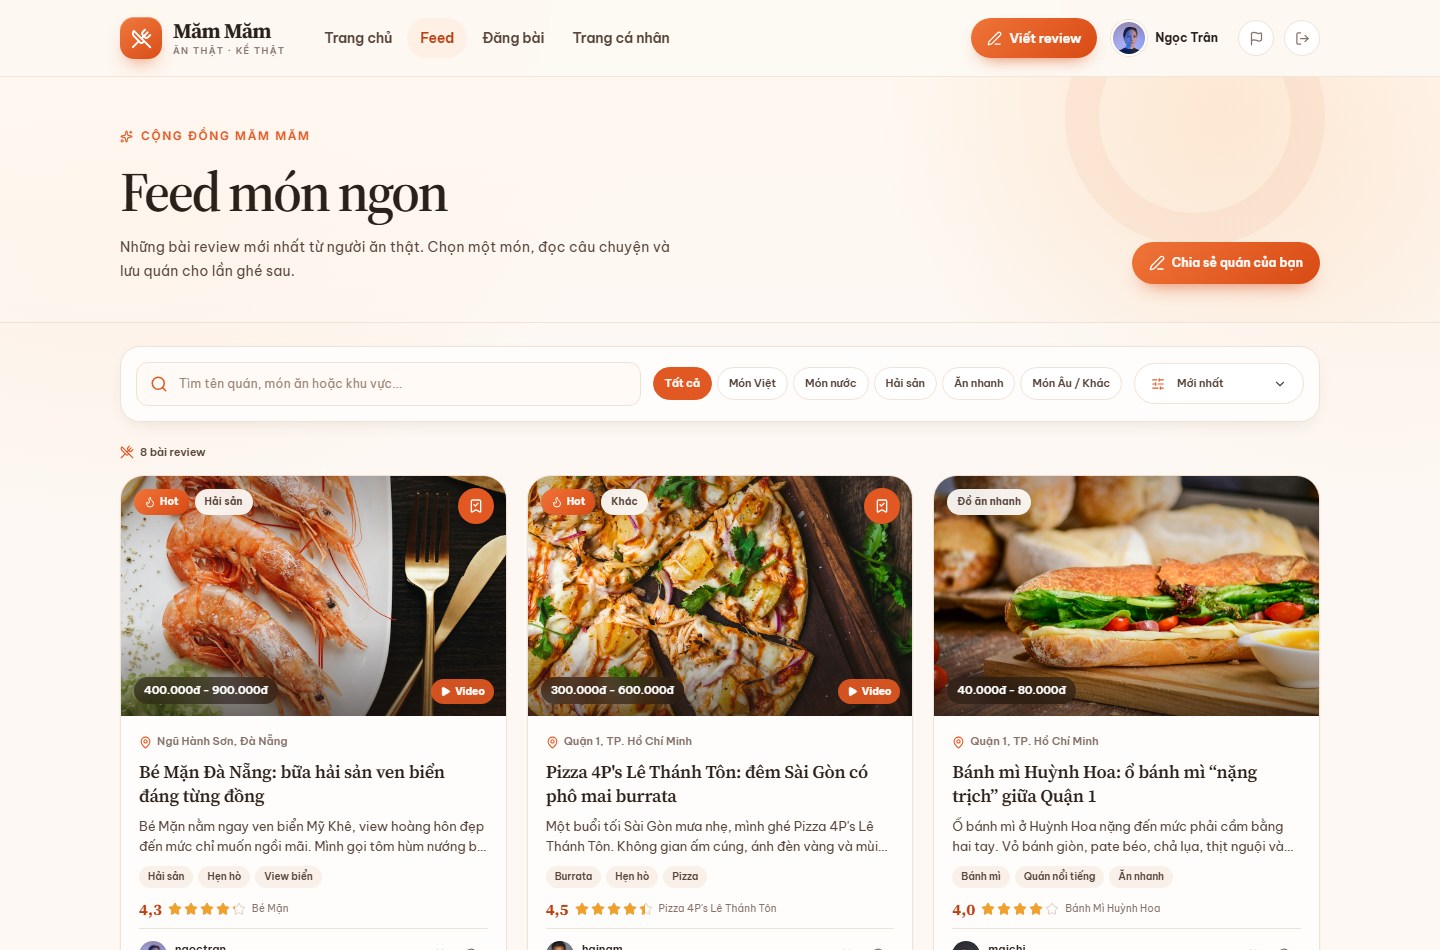 Măm Măm
ĂN THẬT · KỂ THẬT
Trang chủ
Feed
Đăng bài
Trang cá nhân
Viết review
Ngọc Trân
CỘNG ĐỒNG MĂM MĂM
Feed món ngon
Những bài review mới nhất từ người ăn thật. Chọn một món, đọc câu chuyện và
lưu quán cho lần ghé sau.
Chia sẻ quán của bạn
Tìm tên quán, món ăn hoặc khu vực...
Tất cả
Món Việt
Món nước
Hải sản
Ăn nhanh
Món Âu / Khác
Mới nhất
8 bài review
Hot
Hải sản
400.000đ – 900.000đ
Video
Ngũ Hành Sơn, Đà Nẵng
Bé Mặn Đà Nẵng: bữa hải sản ven biển
đáng từng đồng
Bé Mặn nằm ngay ven biển Mỹ Khê, view hoàng hôn đẹp
đến mức chỉ muốn ngồi mãi. Mình gọi tôm hùm nướng b...
Hải sản
Hẹn hò
View biển
4,3
Bé Mặn
ngoctran
Hot
Khác
300.000đ – 600.000đ
Video
Quận 1, TP. Hồ Chí Minh
Pizza 4P's Lê Thánh Tôn: đêm Sài Gòn có
phô mai burrata
Một buổi tối Sài Gòn mưa nhẹ, mình ghé Pizza 4P's Lê
Thánh Tôn. Không gian ấm cúng, ánh đèn vàng và mùi...
Burrata
Hẹn hò
Pizza
4,5
Pizza 4P's Lê Thánh Tôn
hainam
Đồ ăn nhanh
40.000đ – 80.000đ
Quận 1, TP. Hồ Chí Minh
Bánh mì Huỳnh Hoa: ổ bánh mì “nặng
trịch” giữa Quận 1
Ổ bánh mì ở Huỳnh Hoa nặng đến mức phải cầm bằng
hai tay. Vỏ bánh giòn, pate béo, chả lụa, thịt nguội và...
Bánh mì
Quán nổi tiếng
Ăn nhanh
4,0
Bánh Mì Huỳnh Hoa
maichi